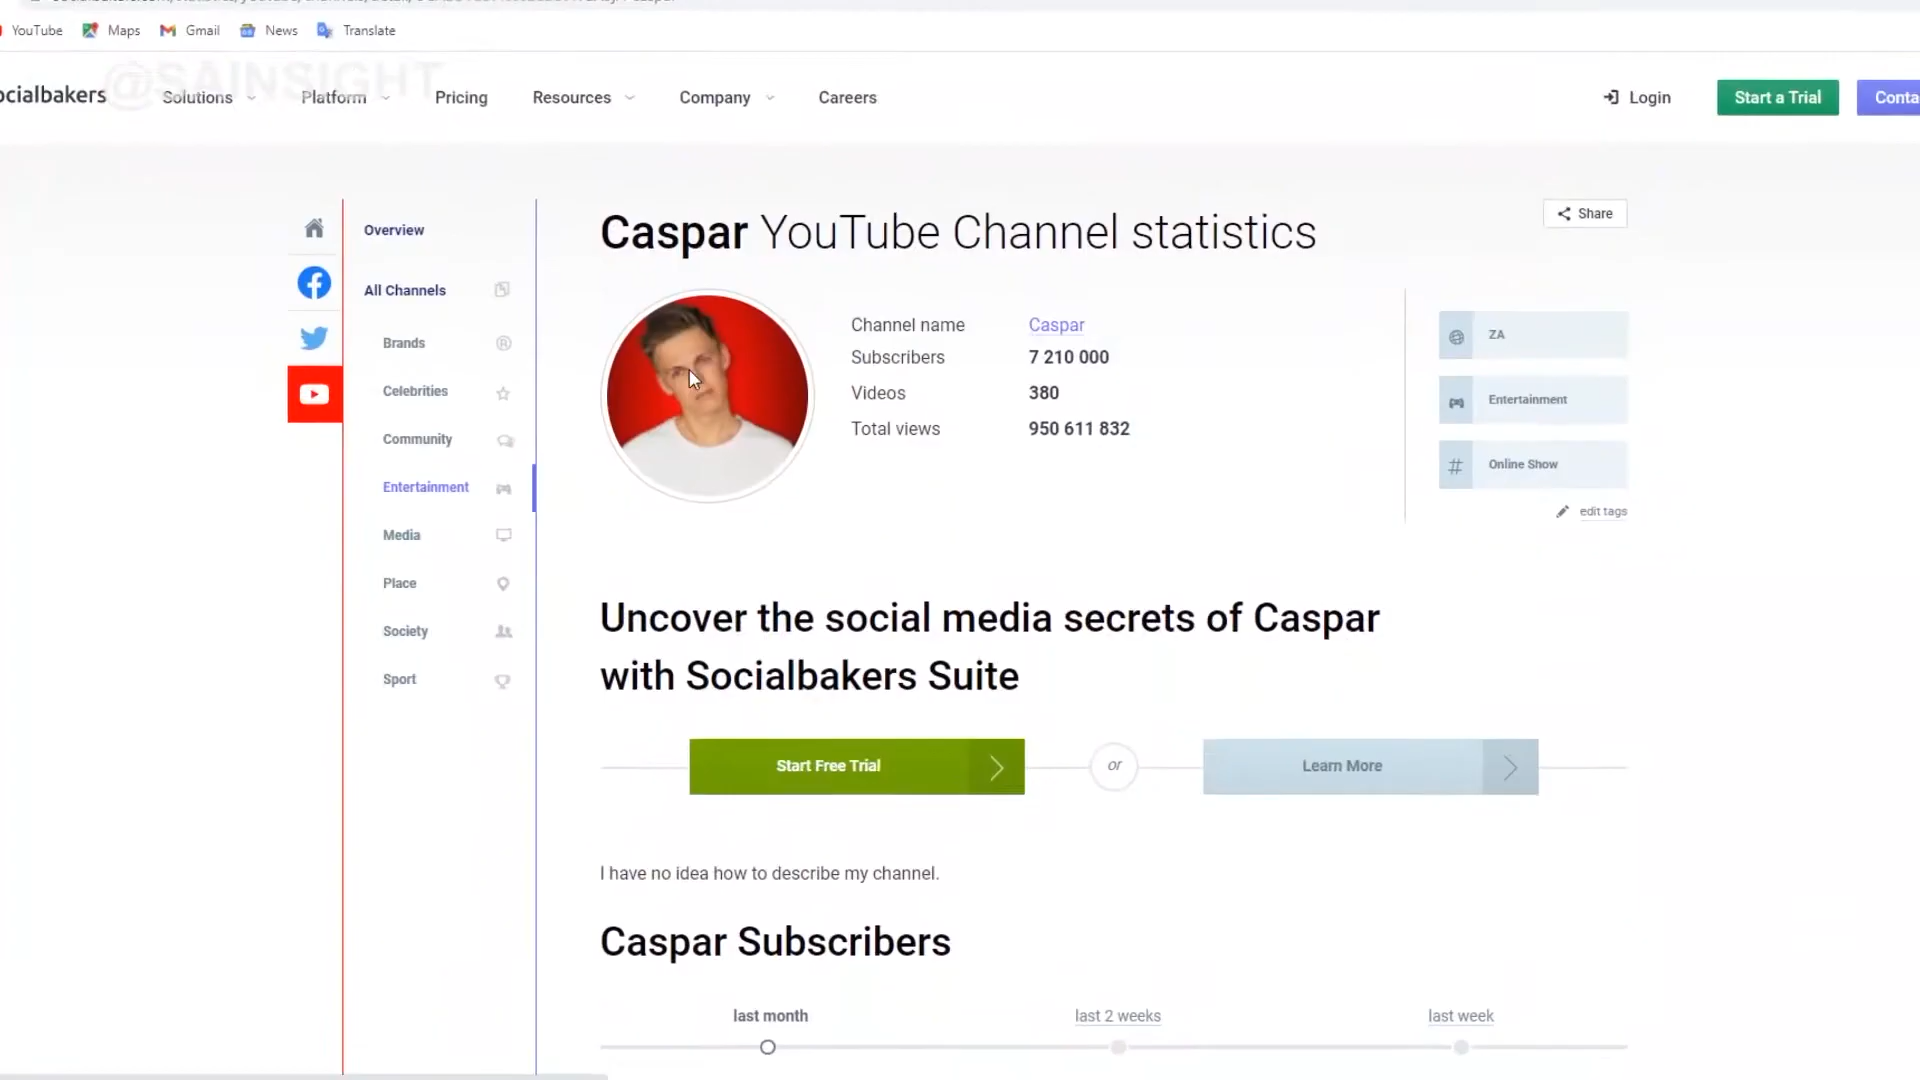 YouTube Maps Gmail News Translate
@SAINSIGHT
ocialbakers Solutions Platform Pricing Resources Company Careers Login Start a Trial Conta
Overview
All Channels
Brands
Celebrities
Community
Entertainment
Media
Place
Society
Sport
Caspar YouTube Channel statistics
Share
Channel name Caspar
Subscribers 7 210 000
Videos 380
Total views 950 611 832
ZA
Entertainment
# Online Show
edit tags
Uncover the social media secrets of Caspar
with Socialbakers Suite
Start Free Trial or Learn More
I have no idea how to describe my channel.
Caspar Subscribers
last month last 2 weeks last week